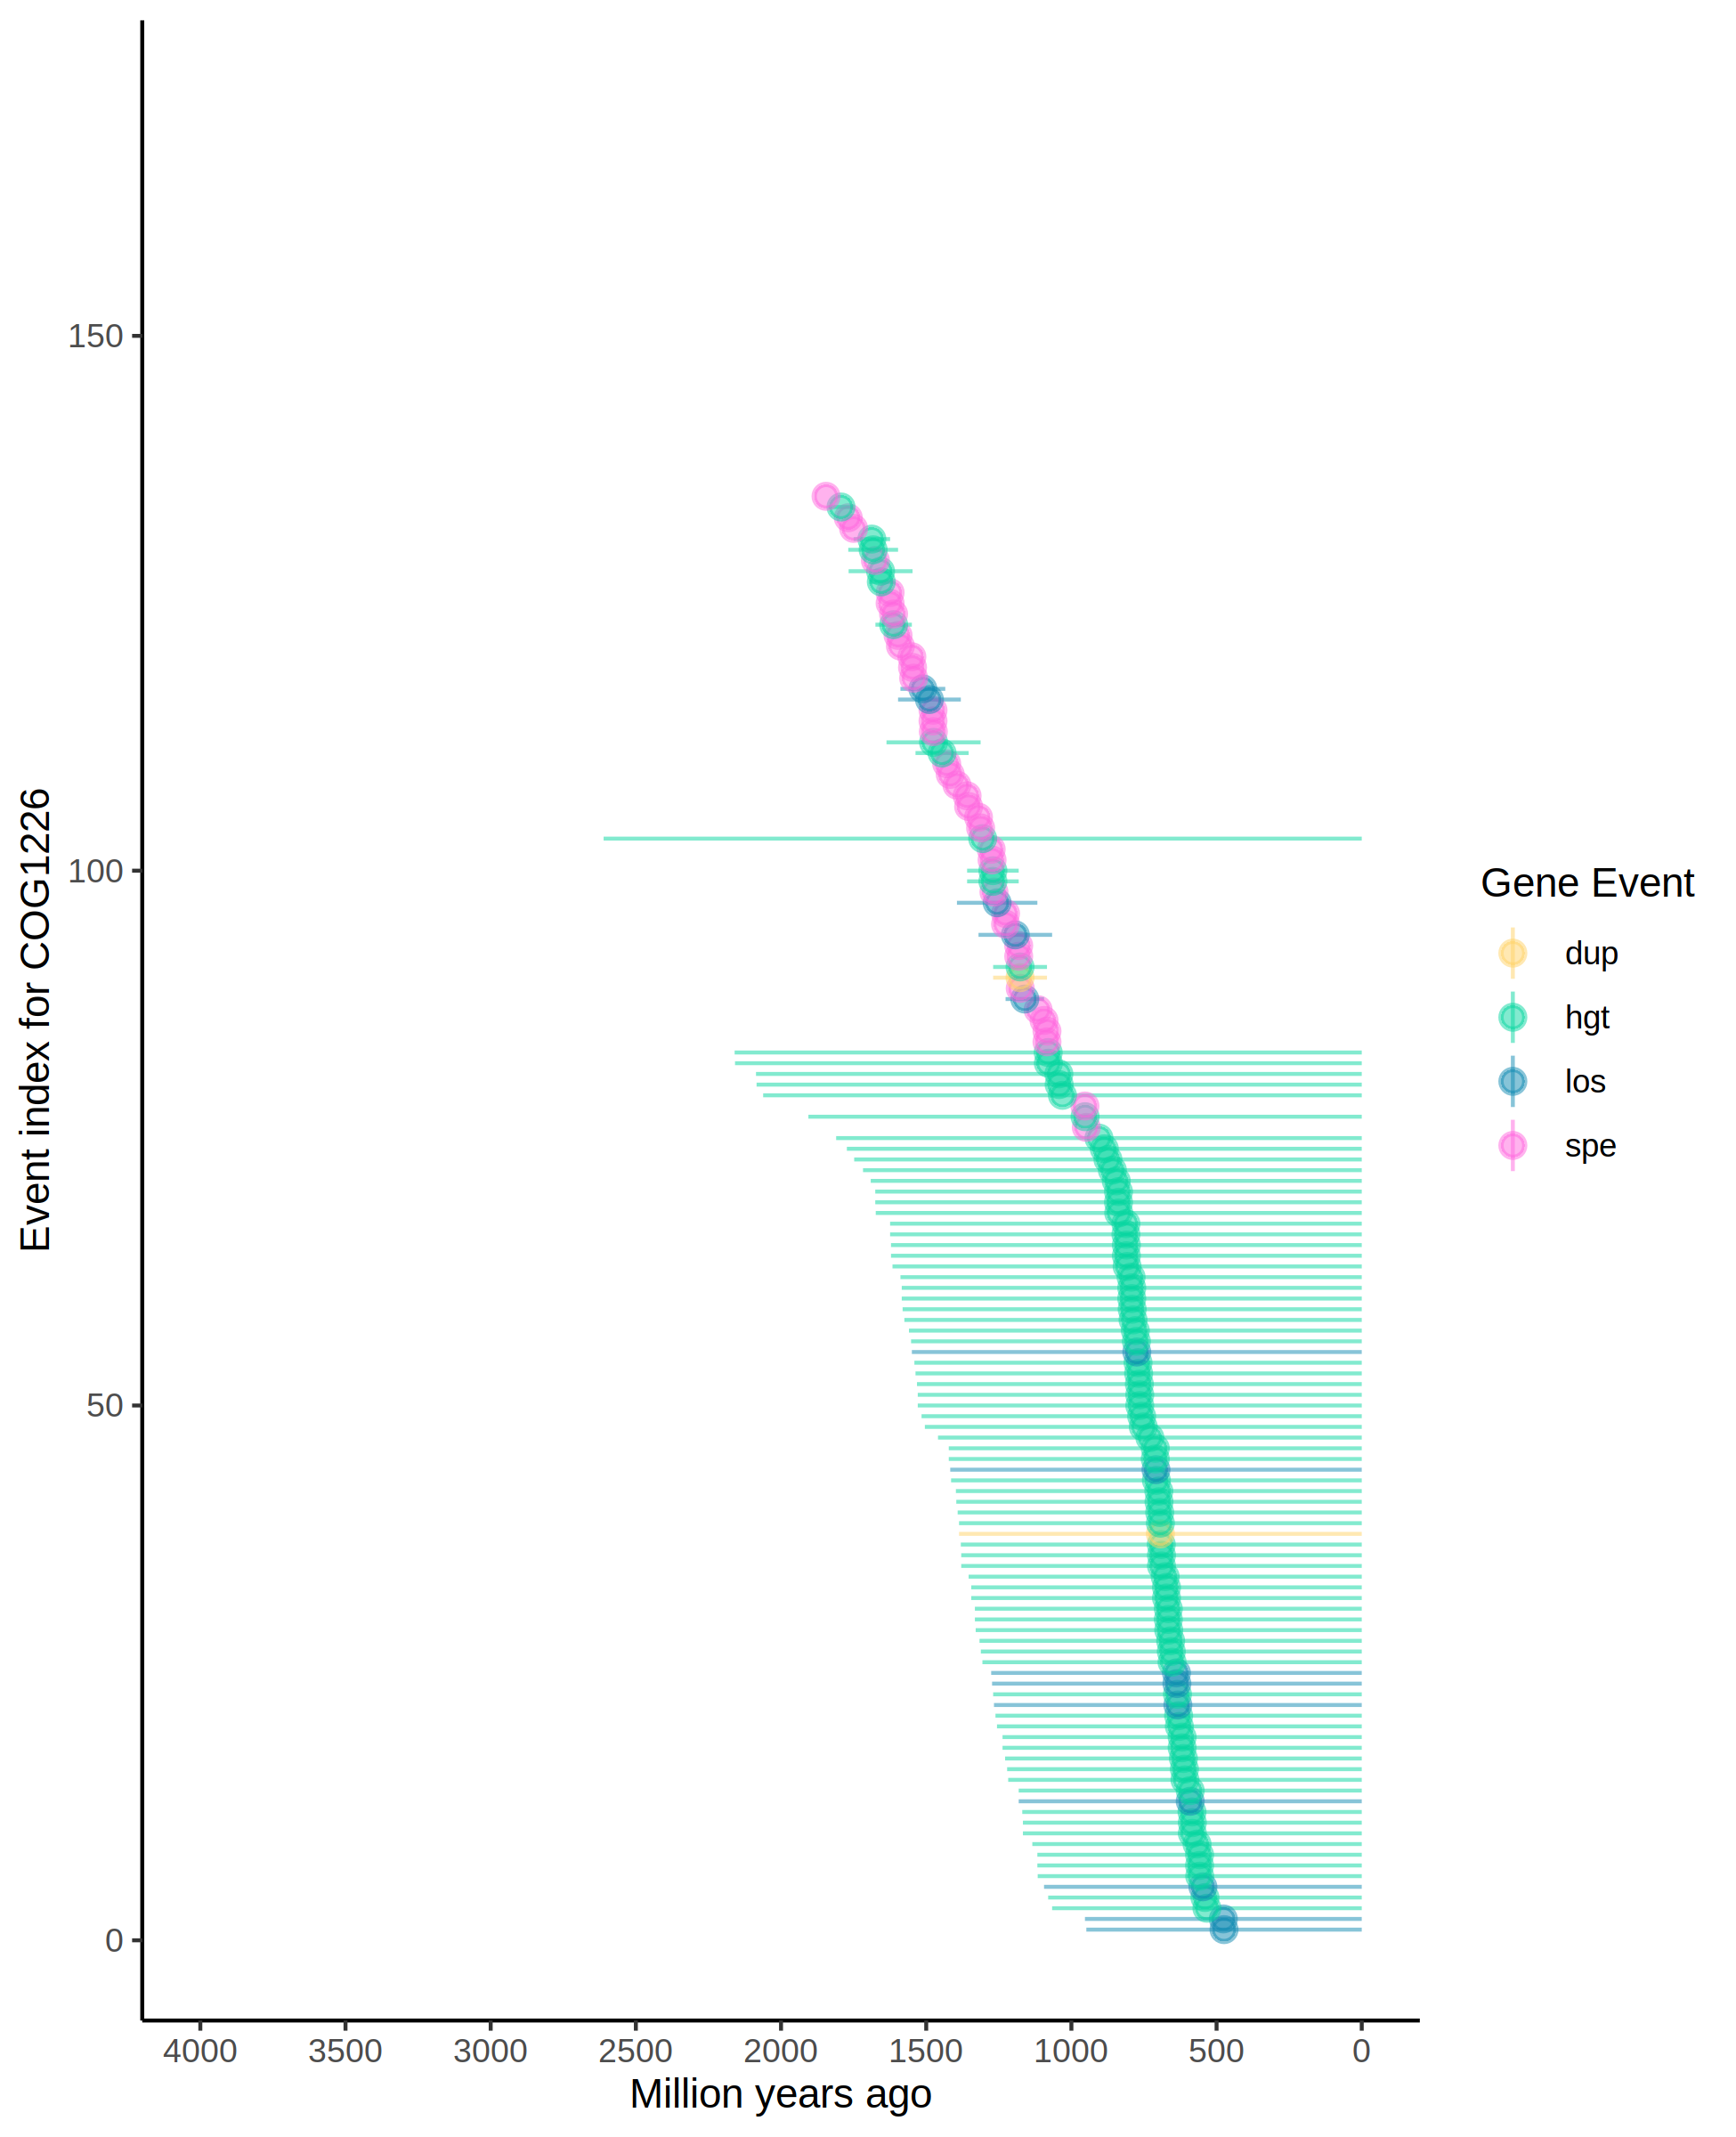 Event index for COG1226
150
100
50
0
4000 3500 3000 2500 2000 1500 1000 500 0
Million years ago
Gene Event
dup
hgt
los
spe